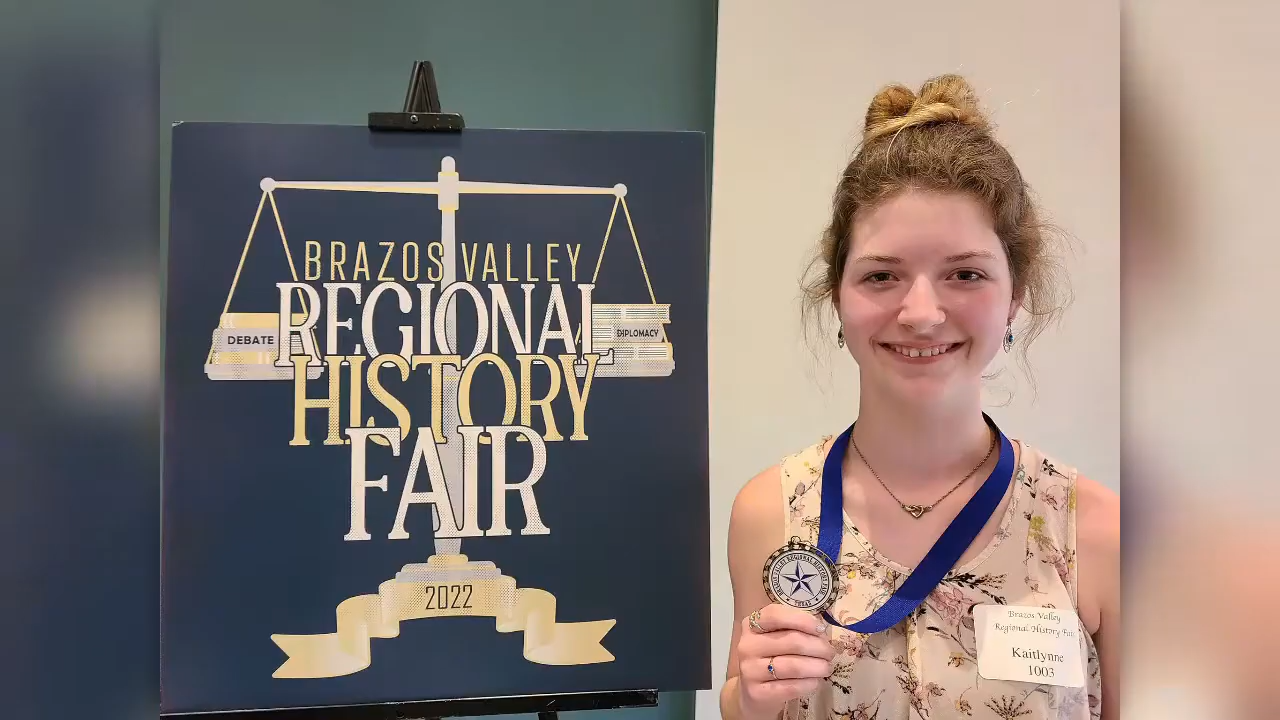 BRAZOS VALLEY
REGIONAL
HISTORY
FAIR
DEBATE
DIPLOMACY
2022
Brazos Valley
Regional History Fair
Kaitlynne
1003